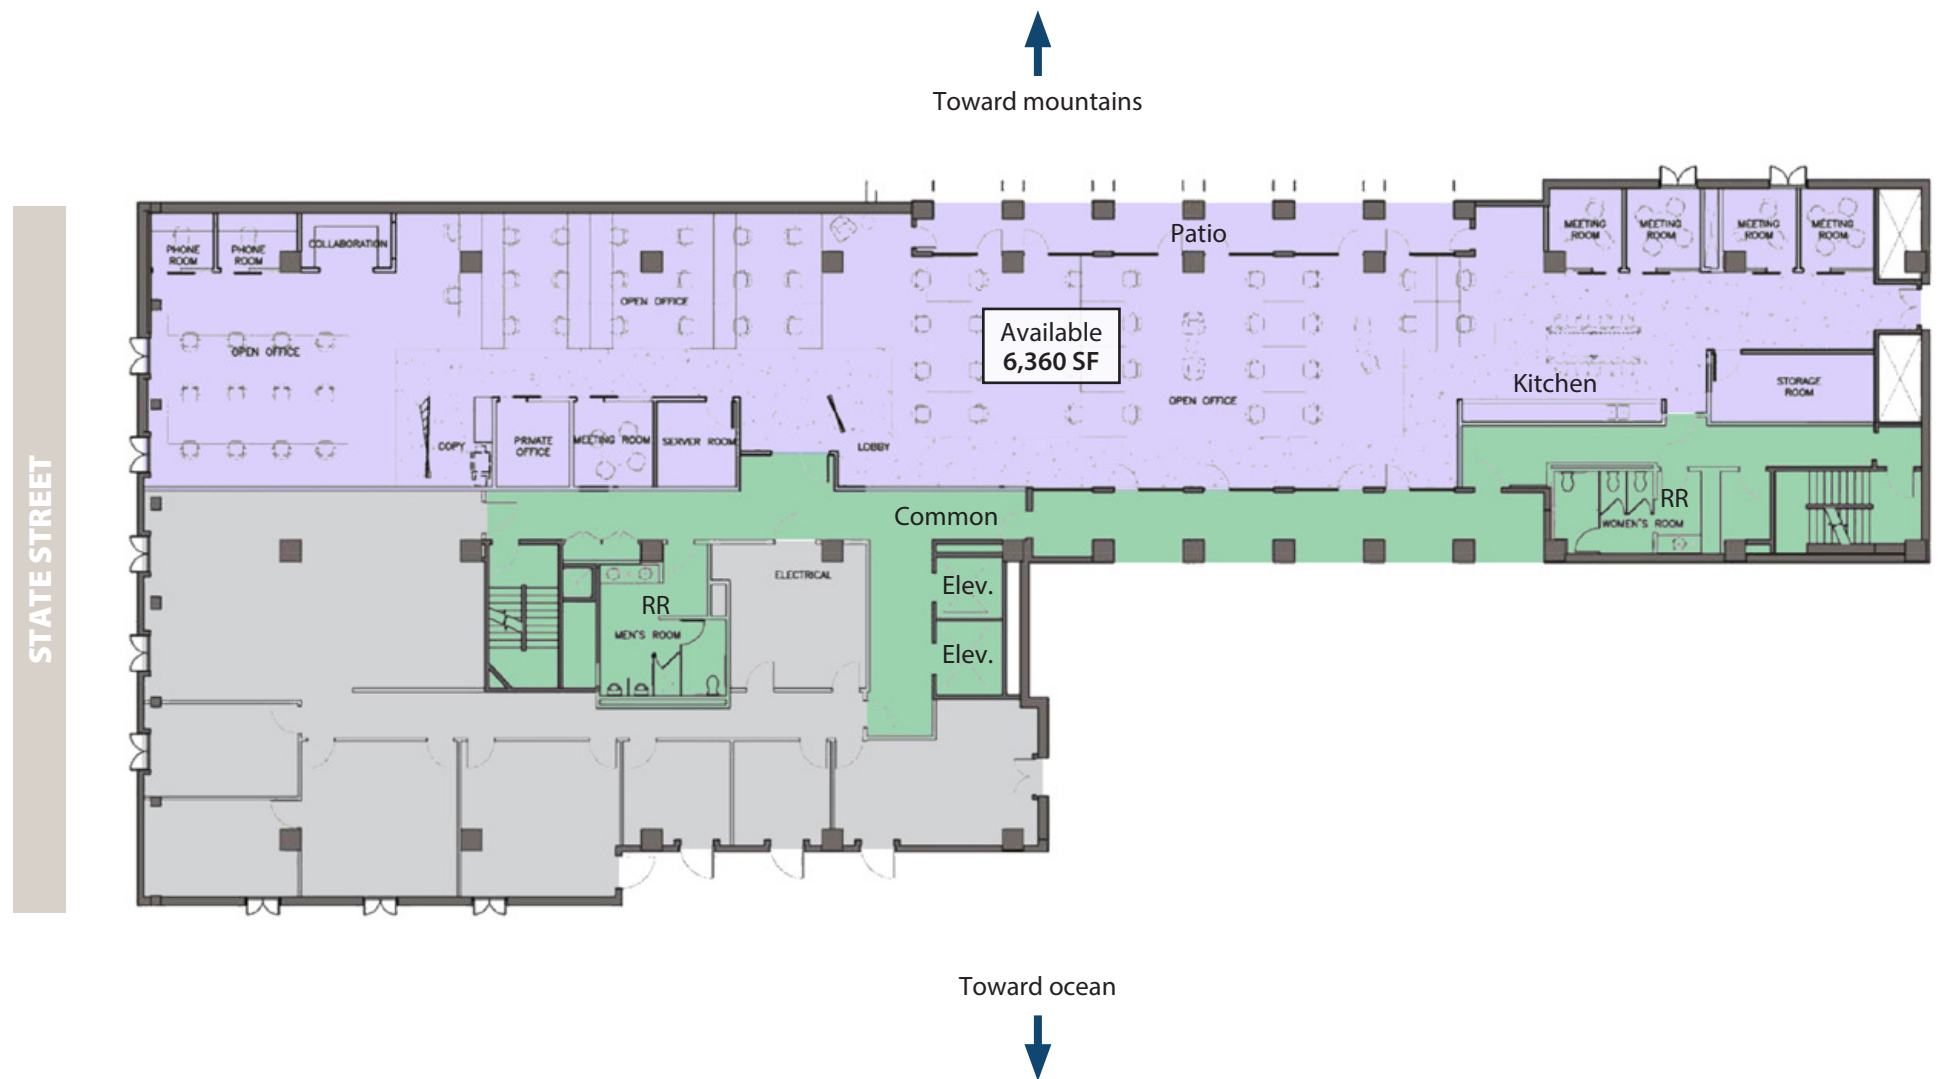 Toward mountains
STATE STREET
PHONE
ROOM
PHONE
ROOM
COLLABORATION
OPEN OFFICE
OPEN OFFICE
Patio
MEETING
ROOM
MEETING
ROOM
MEETING
ROOM
MEETING
ROOM
Available
6,360 SF
OPEN OFFICE
Kitchen
STORAGE
ROOM
COPY
PRIVATE
OFFICE
MEETING ROOM
SERVER ROOM
LOBBY
Common
RR
WOMEN'S ROOM
ELECTRICAL
Elev.
RR
MEN'S ROOM
Elev.
Toward ocean